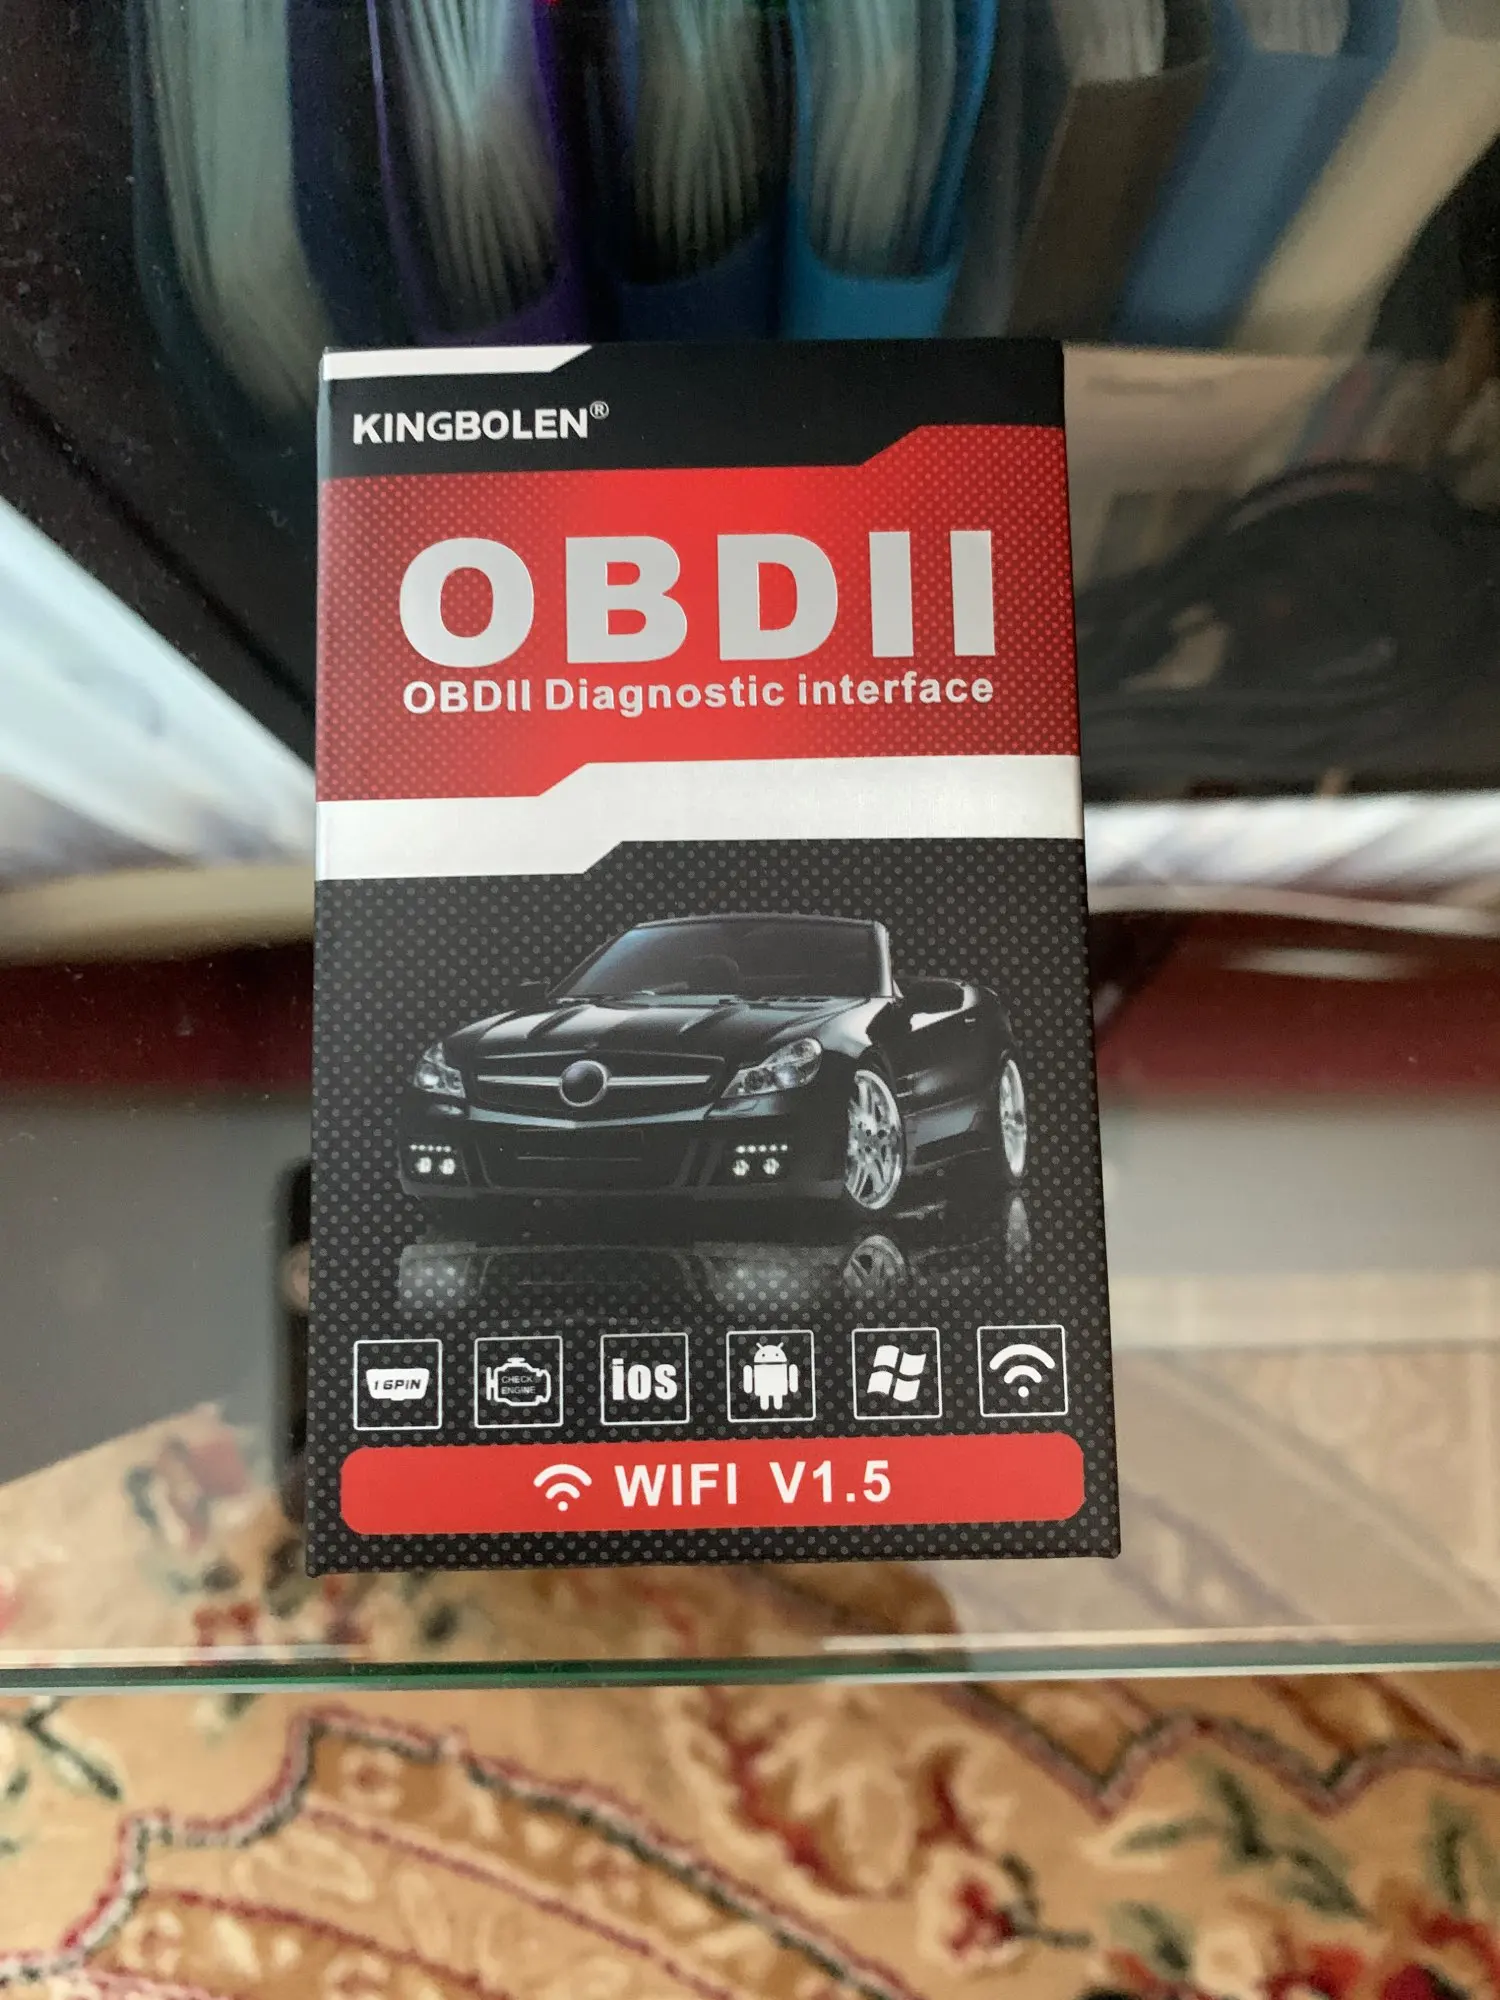 KINGBOLEN®
OBDII
OBDII Diagnostic interface
16PIN
CHECK
ENGINE
ios
WIFI V1.5